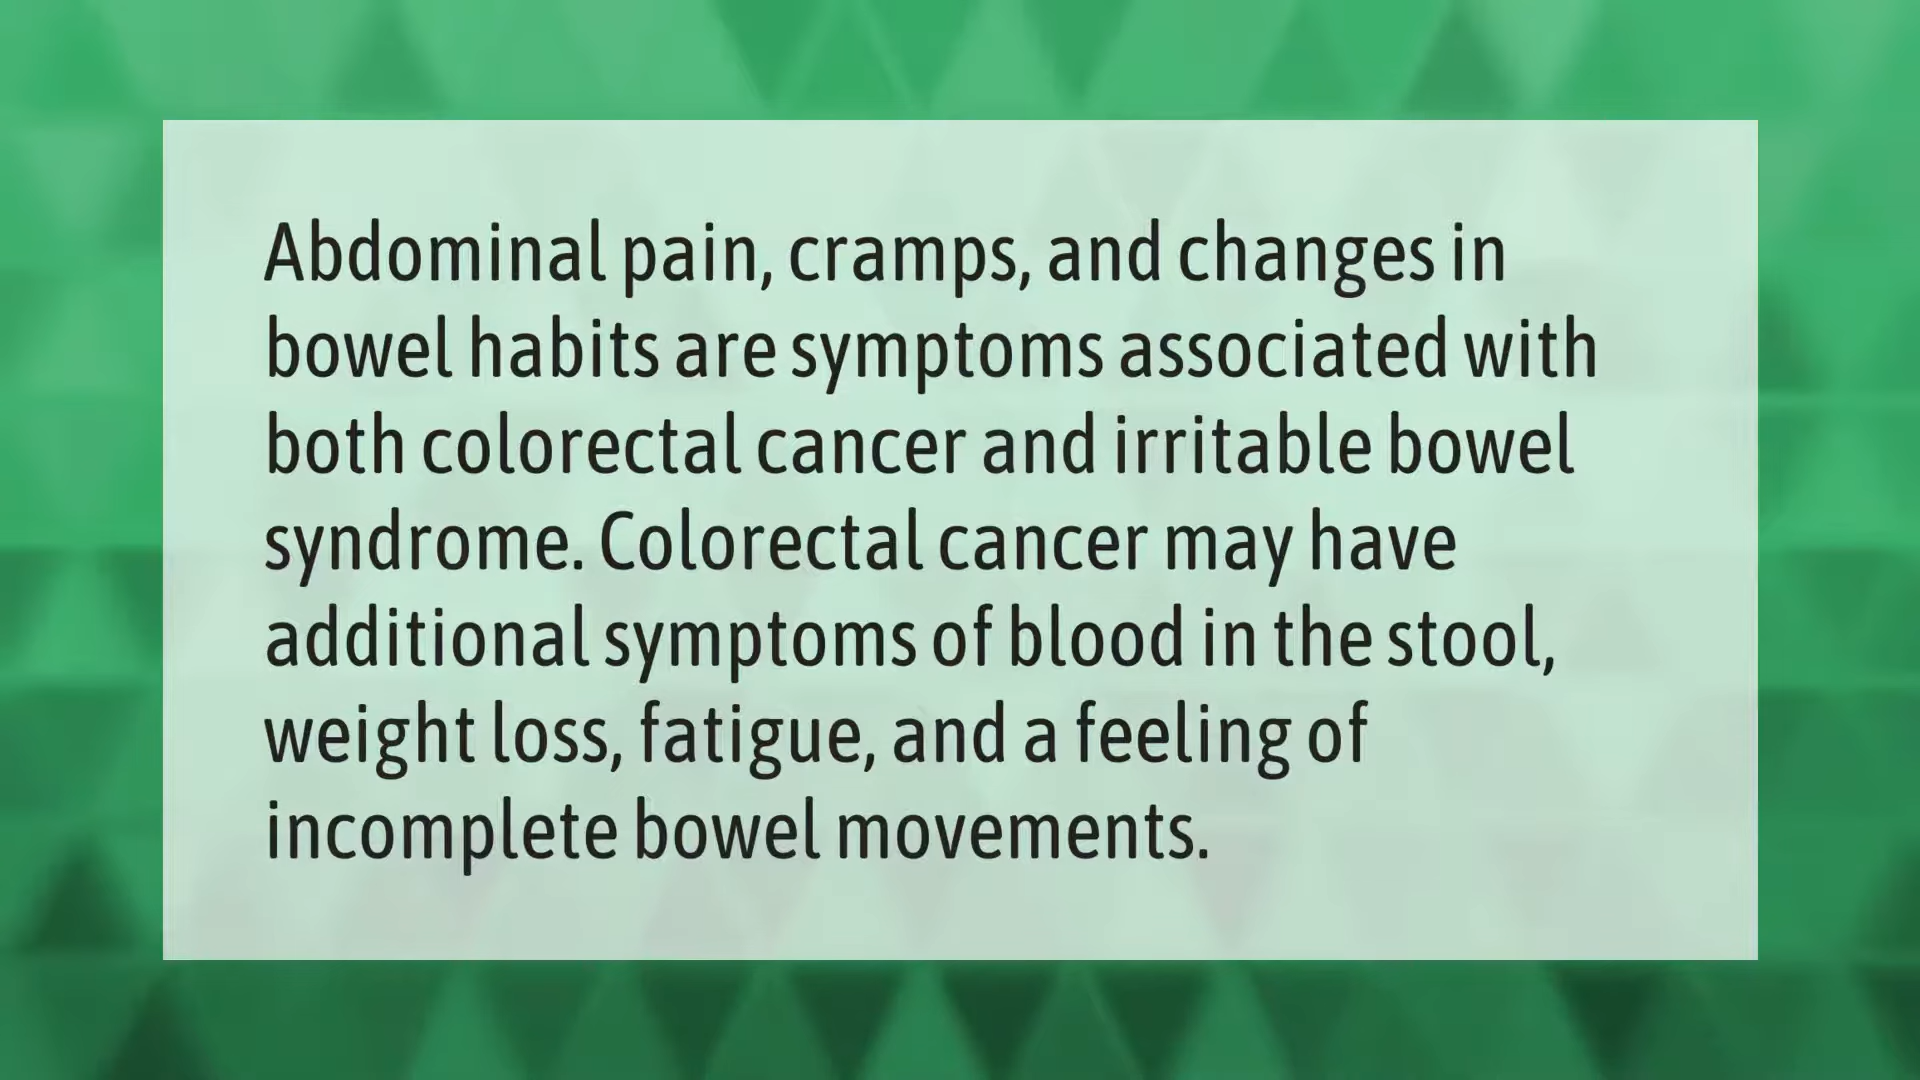 Abdominal pain, cramps, and changes in
bowel habits are symptoms associated with
both colorectal cancer and irritable bowel
syndrome. Colorectal cancer may have
additional symptoms of blood in the stool,
weight loss, fatigue, and a feeling of
incomplete bowel movements.